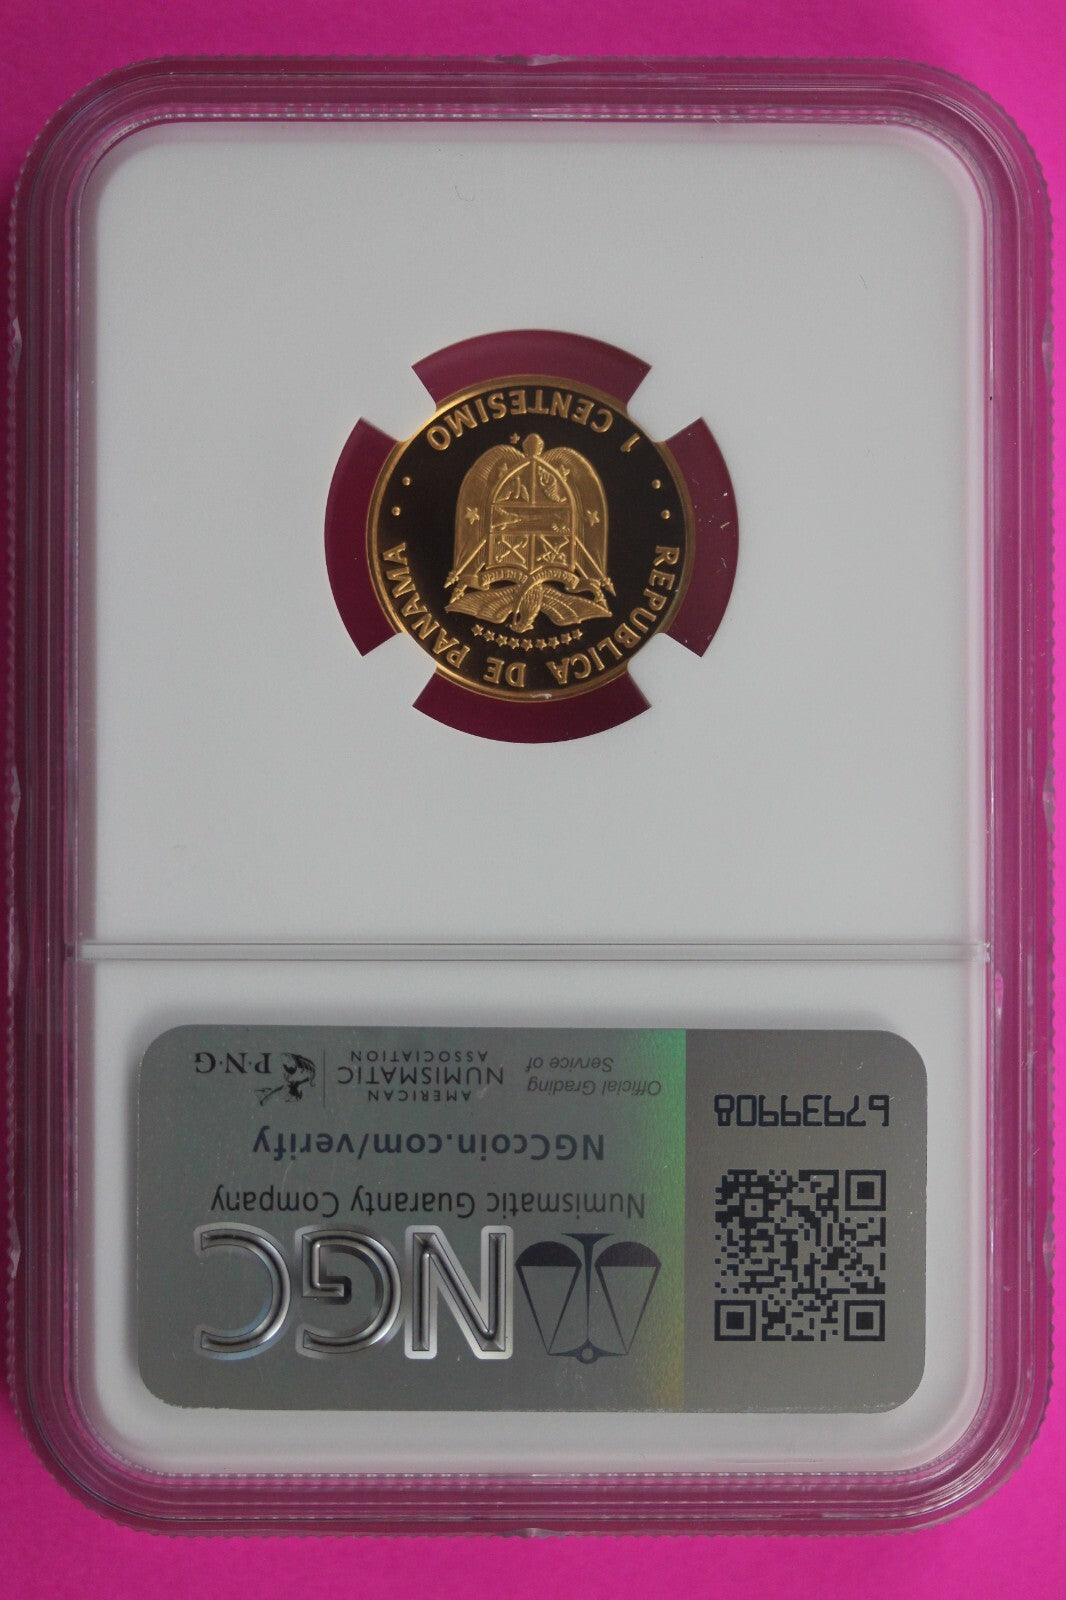 NGC
Numismatic Guaranty Company
NGCcoin.com/verify
Official Grading
Service of
AMERICAN
NUMISMATIC
ASSOCIATION
P·N·G
67939908
REPUBLICA DE PANAMA
1 CENTESIMO